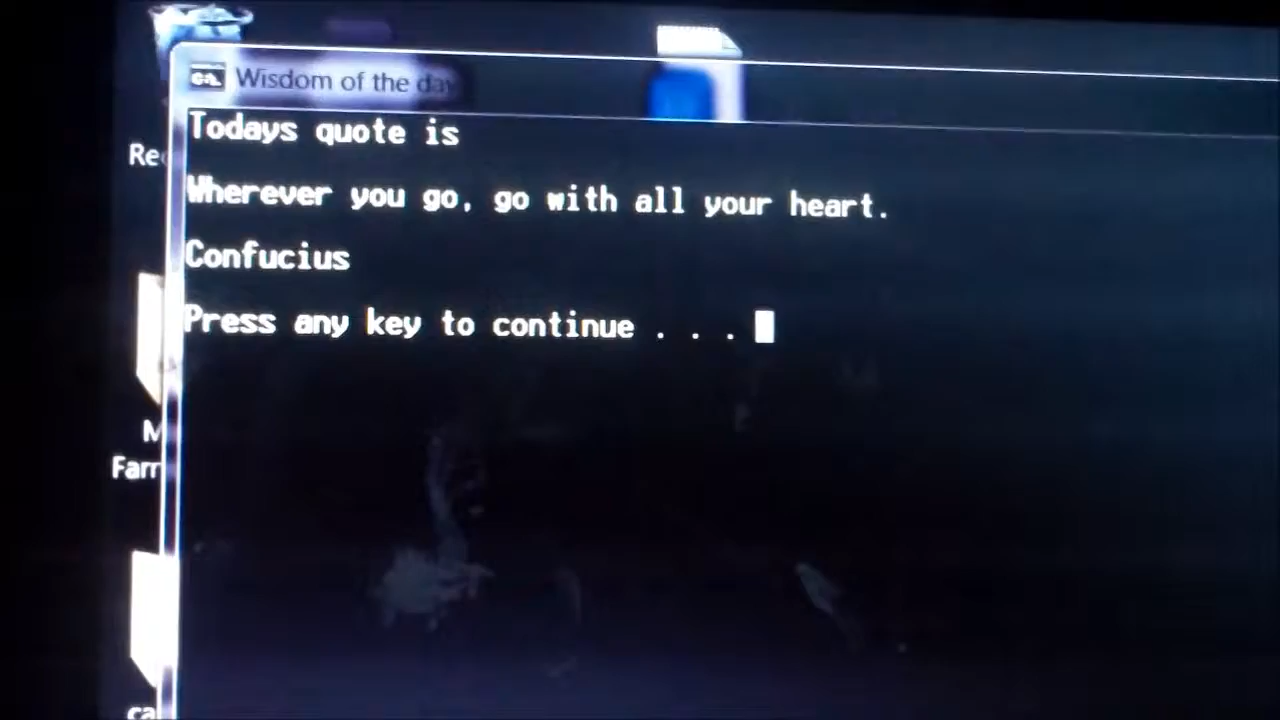 Wisdom of the day
Todays quote is
Wherever you go, go with all your heart.
Confucius
Press any key to continue . . .